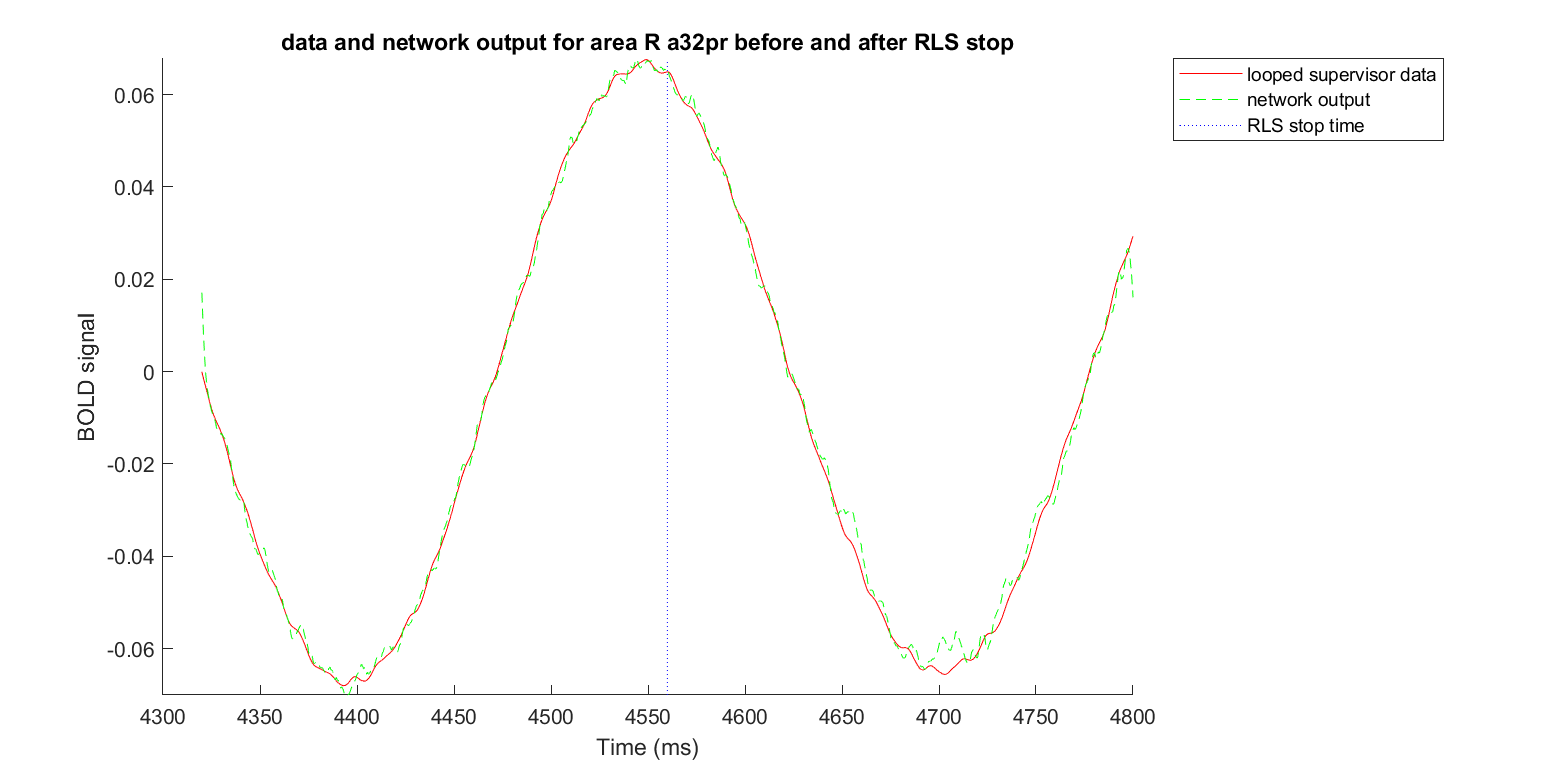 data and network output for area R a32pr before and after RLS stop
looped supervisor data
network output
RLS stop time
BOLD signal
0.06
0.04
0.02
0
-0.02
-0.04
-0.06
4300 4350 4400 4450 4500 4550 4600 4650 4700 4750 4800
Time (ms)